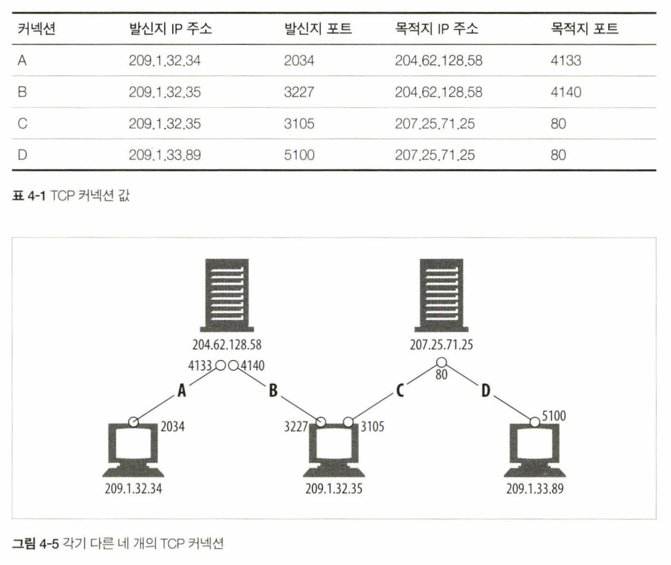 커넥션 발신지 IP 주소 발신지 포트 목적지 IP 주소 목적지 포트
A 209.1.32.34 2034 204.62.128.58 4133
B 209.1.32.35 3227 204.62.128.58 4140
C 209.1.32.35 3105 207.25.71.25 80
D 209.1.33.89 5100 207.25.71.25 80
표 4-1 TCP 커넥션 값
204.62.128.58 207.25.71.25
4133 4140 80
A B C D
2034 3227 3105 5100
209.1.32.34 209.1.32.35 209.1.33.89
그림 4-5 각기 다른 네 개의 TCP 커넥션